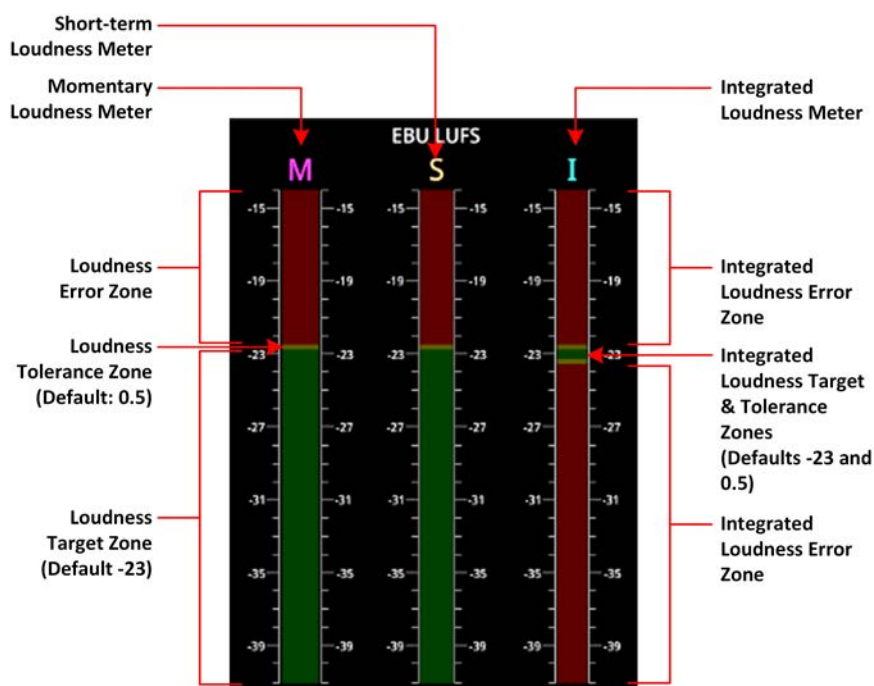 Short-term
Loudness Meter
Momentary
Loudness Meter
Integrated
Loudness Meter
EBU LUFS
M S I
-15 -15 -15 -15 -15 -15
-19 -19 -19 -19 -19 -19
-23 -23 -23 -23 -23 -23
-27 -27 -27 -27 -27 -27
-31 -31 -31 -31 -31 -31
-35 -35 -35 -35 -35 -35
-39 -39 -39 -39 -39 -39
Loudness
Error Zone
Loudness
Tolerance Zone
(Default: 0.5)
Loudness
Target Zone
(Default -23)
Integrated
Loudness Error
Zone
Integrated
Loudness Target
& Tolerance
Zones
(Defaults -23 and
0.5)
Integrated
Loudness Error
Zone